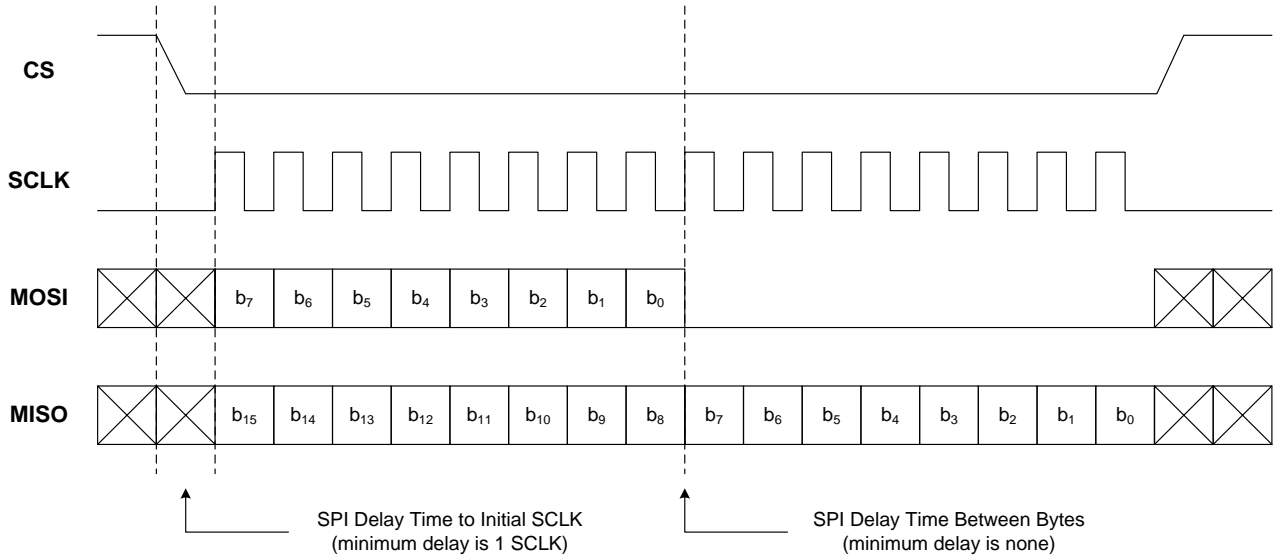 CS
SCLK
MOSI b7 b6 b5 b4 b3 b2 b1 b0
MISO b15 b14 b13 b12 b11 b10 b9 b8 b7 b6 b5 b4 b3 b2 b1 b0
SPI Delay Time to Initial SCLK
(minimum delay is 1 SCLK)
SPI Delay Time Between Bytes
(minimum delay is none)